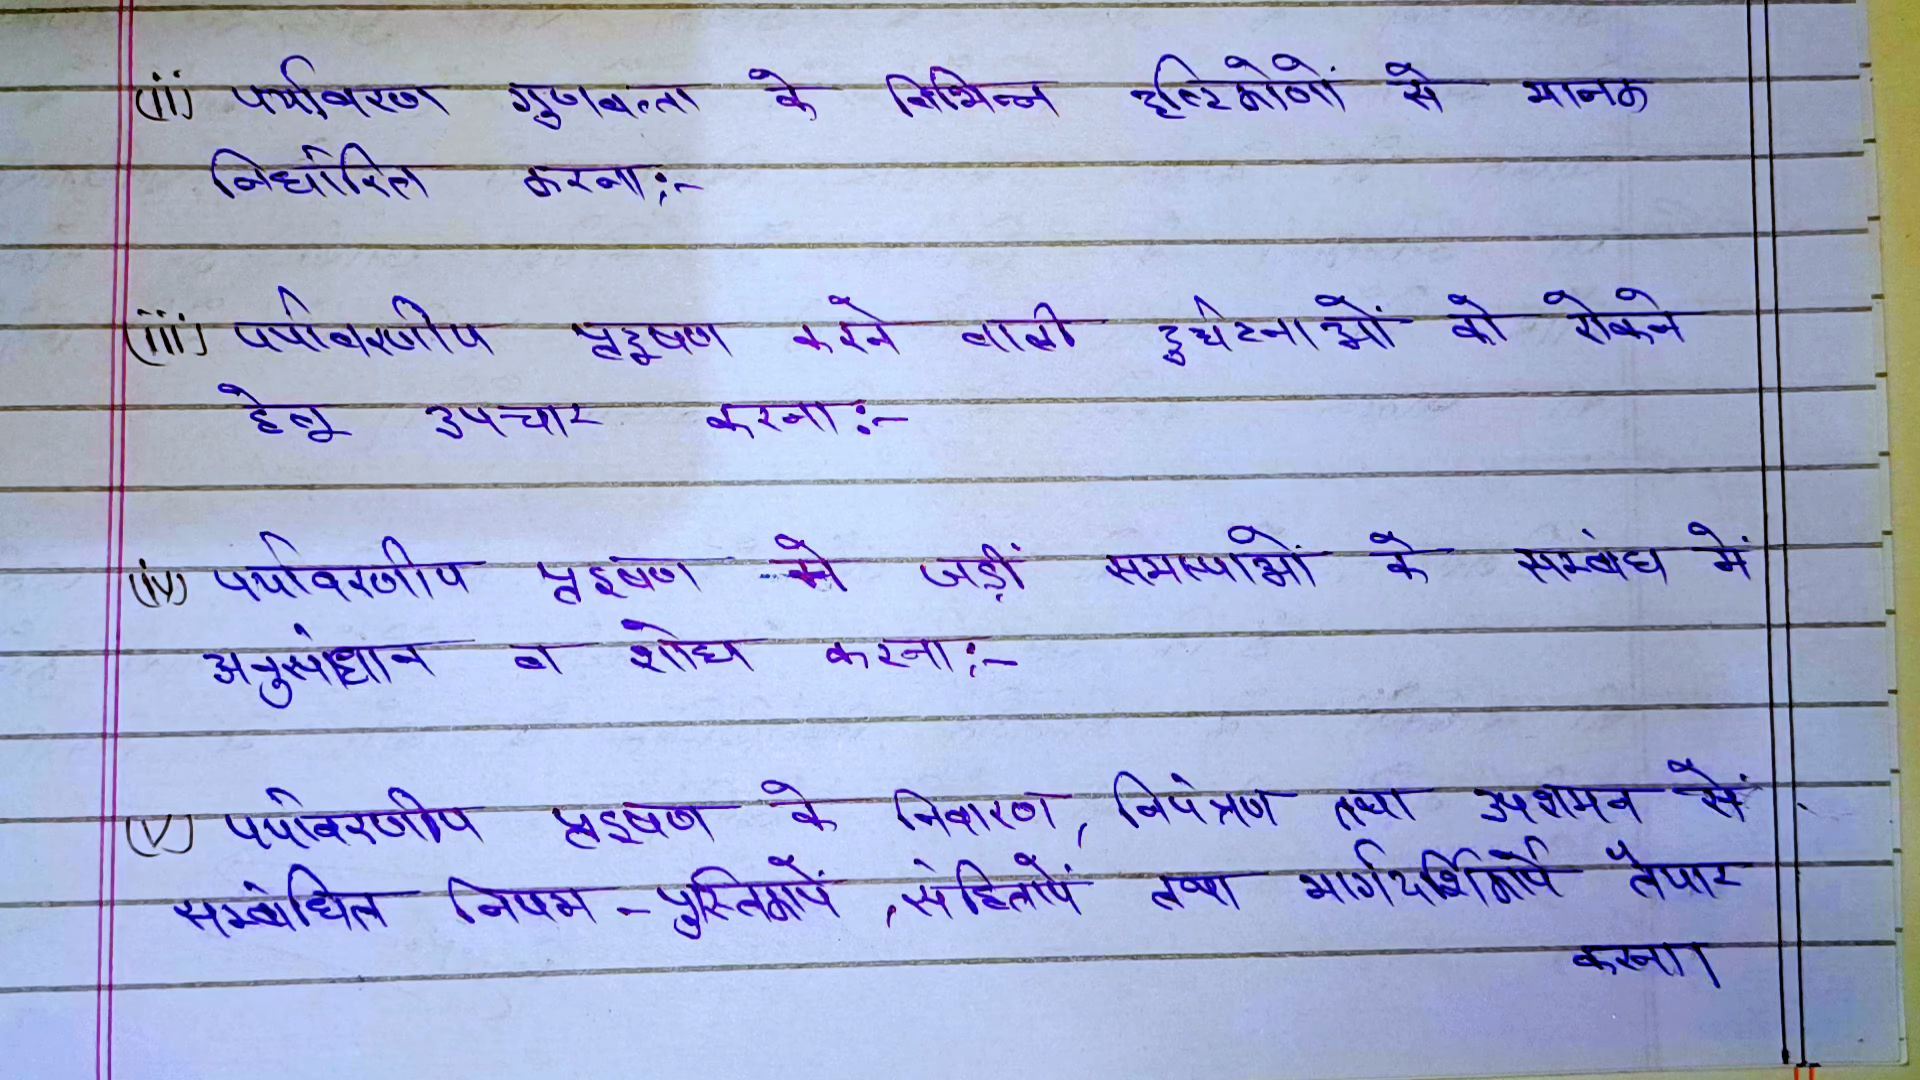 (ii) पर्यावरण गुणवत्ता के विभिन्न दृष्टिकोणों से मानक
निर्धारित करना:-
(iii) पर्यावरणीय प्रदूषण करने वाली दुर्घटनाओं को रोकने
हेतु उपचार करना:-
(iv) पर्यावरणीय प्रदूषण से जड़ीं समस्याओं के सम्बंध में
अनुसंधान व शोध करना:-
(v) पर्यावरणीय प्रदूषण के निवारण, नियंत्रण तथा उपशमन से
सम्बंधित नियम-पुस्तिकायें, संहितायें तथा मार्गदर्शिकायें तैयार
करना।